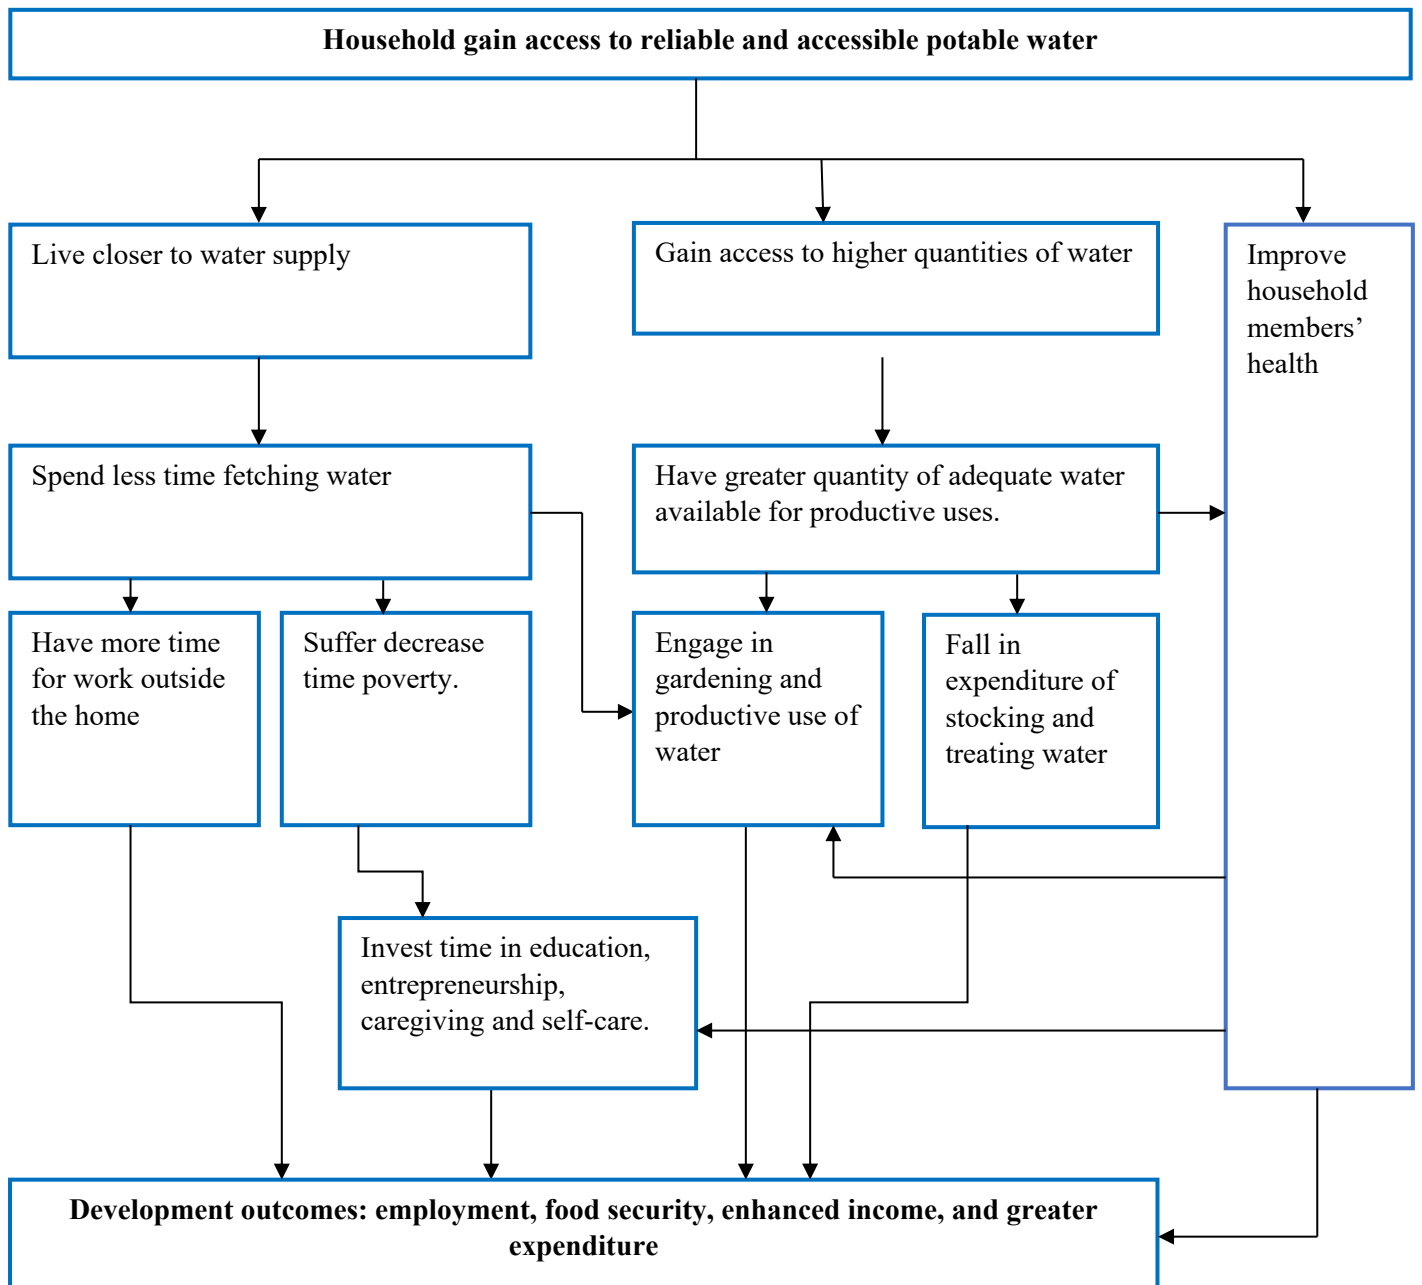 Household gain access to reliable and accessible potable water
Live closer to water supply
Gain access to higher quantities of water
Improve
household
members’
health
Spend less time fetching water
Have greater quantity of adequate water
available for productive uses.
Have more time
for work outside
the home
Suffer decrease
time poverty.
Engage in
gardening and
productive use of
water
Fall in
expenditure of
stocking and
treating water
Invest time in education,
entrepreneurship,
caregiving and self-care.
Development outcomes: employment, food security, enhanced income, and greater
expenditure